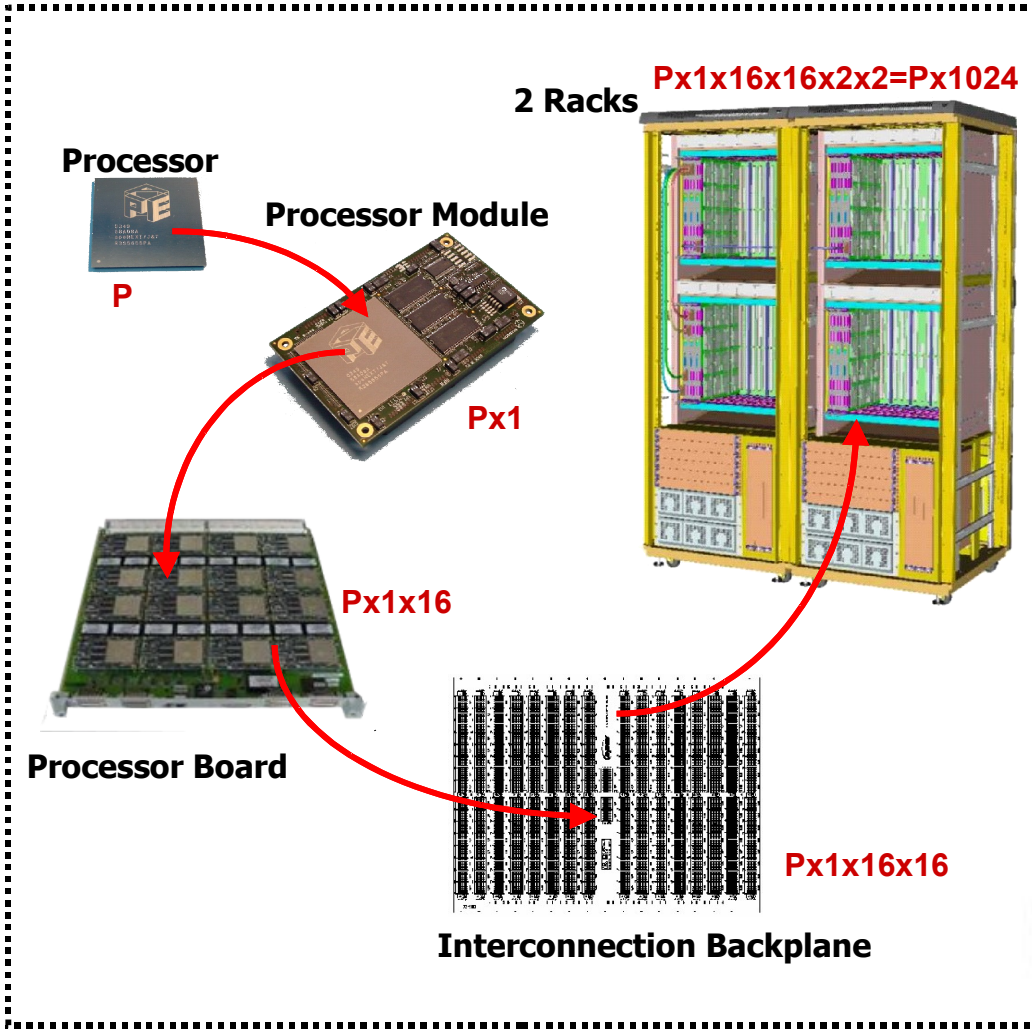 Px1x16x16x2x2=Px1024
2 Racks
Processor
Processor Module
P
Px1
Px1x16
Processor Board
Px1x16x16
Interconnection Backplane